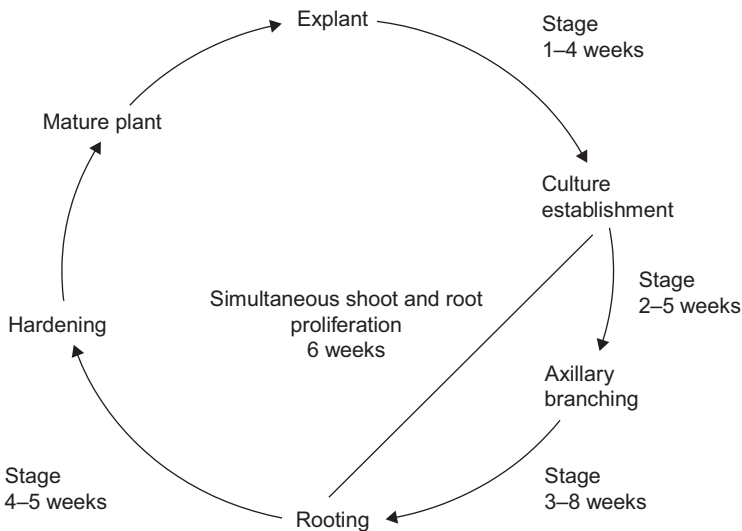 Explant
Stage
1–4 weeks
Mature plant
Culture
establishment
Stage
2–5 weeks
Simultaneous shoot and root
proliferation
6 weeks
Hardening
Axillary
branching
Stage
3–8 weeks
Stage
4–5 weeks
Rooting